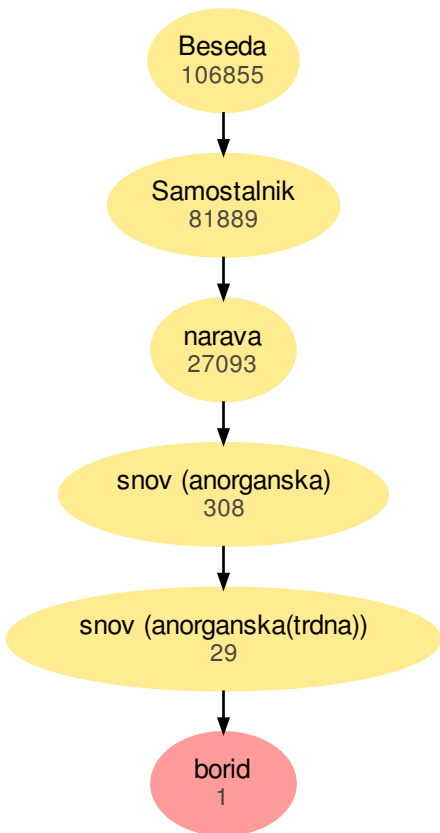 Beseda
106855
Samostalnik
81889
narava
27093
snov (anorganska)
308
snov (anorganska(trdna))
29
borid
1